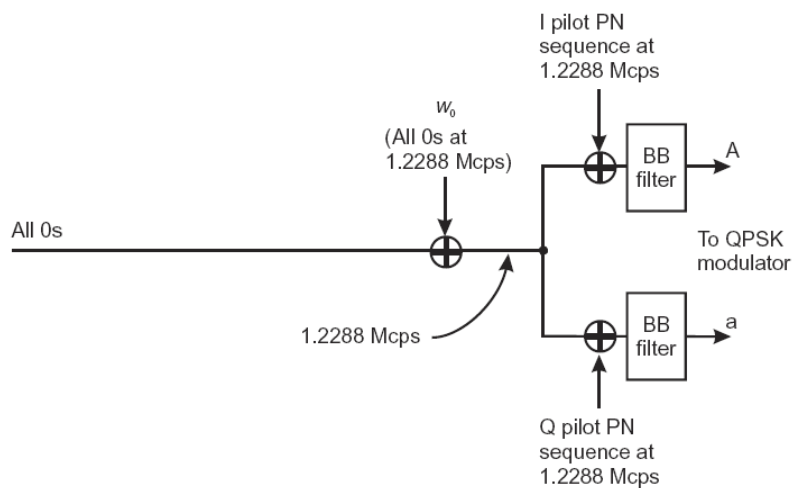 I pilot PN
sequence at
1.2288 Mcps
w₀
(All 0s at
1.2288 Mcps)
BB
filter
A
All 0s
To QPSK
modulator
1.2288 Mcps
BB
filter
a
Q pilot PN
sequence at
1.2288 Mcps